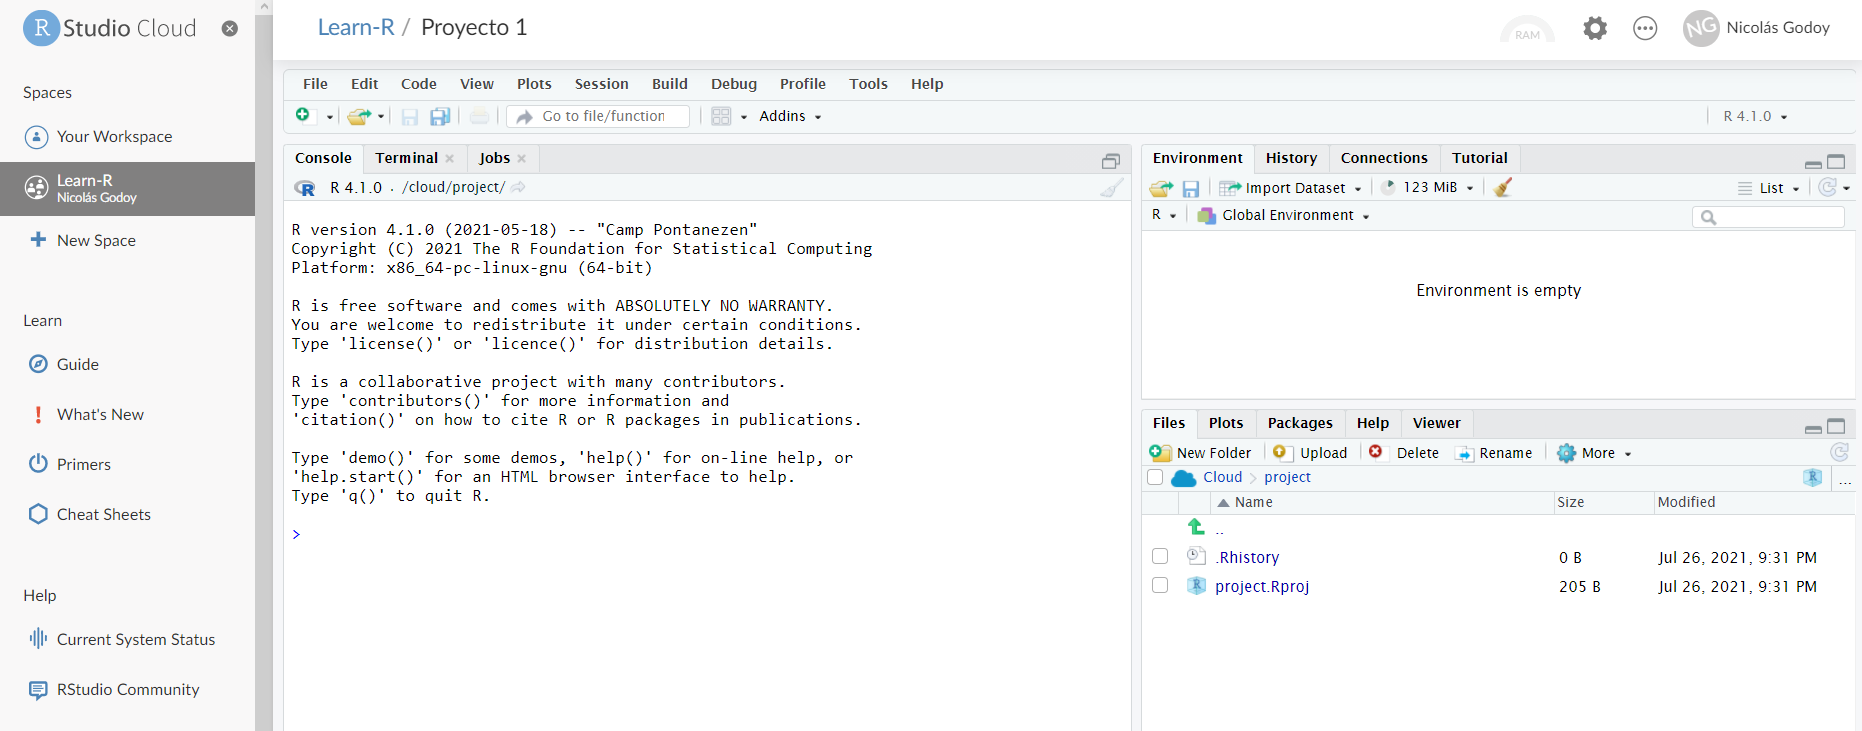 R Studio Cloud
Spaces
Your Workspace
Learn-R
Nicolás Godoy
New Space
Learn
Guide
What's New
Primers
Cheat Sheets
Help
Current System Status
RStudio Community
Learn-R / Proyecto 1
RAM
NG Nicolás Godoy
File Edit Code View Plots Session Build Debug Profile Tools Help
Go to file/function Addins R 4.1.0
Console Terminal Jobs
R 4.1.0 . /cloud/project/
R version 4.1.0 (2021-05-18) -- "Camp Pontanezen"
Copyright (C) 2021 The R Foundation for Statistical Computing
Platform: x86_64-pc-linux-gnu (64-bit)
R is free software and comes with ABSOLUTELY NO WARRANTY.
You are welcome to redistribute it under certain conditions.
Type 'license()' or 'licence()' for distribution details.
R is a collaborative project with many contributors.
Type 'contributors()' for more information and
'citation()' on how to cite R or R packages in publications.
Type 'demo()' for some demos, 'help()' for on-line help, or
'help.start()' for an HTML browser interface to help.
Type 'q()' to quit R.
>
Environment History Connections Tutorial
Import Dataset 123 MiB List
R Global Environment
Environment is empty
Files Plots Packages Help Viewer
New Folder Upload Delete Rename More
Cloud project ...
Name Size Modified
..
.Rhistory 0 B Jul 26, 2021, 9:31 PM
project.Rproj 205 B Jul 26, 2021, 9:31 PM